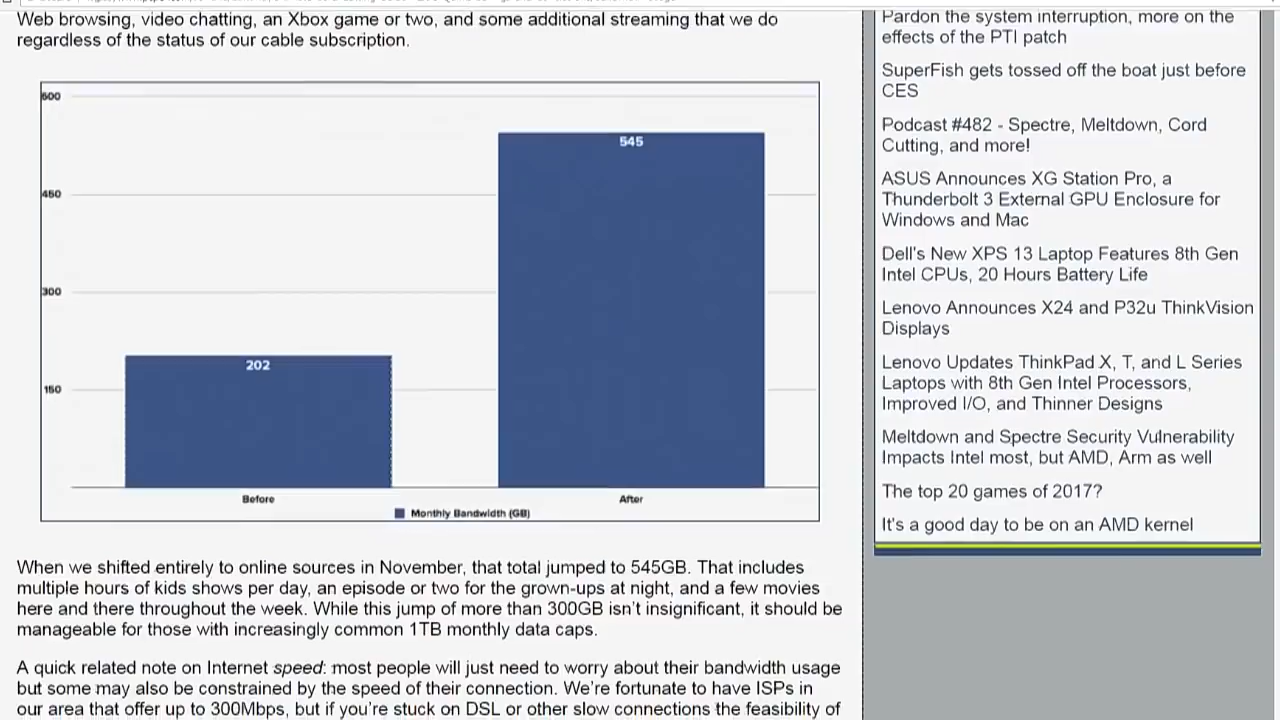 Web browsing, video chatting, an Xbox game or two, and some additional streaming that we do
regardless of the status of our cable subscription.
600
545
450
300
202
150
Before
After
Monthly Bandwidth (GB)
When we shifted entirely to online sources in November, that total jumped to 545GB. That includes
multiple hours of kids shows per day, an episode or two for the grown-ups at night, and a few movies
here and there throughout the week. While this jump of more than 300GB isn't insignificant, it should be
manageable for those with increasingly common 1TB monthly data caps.
A quick related note on Internet speed: most people will just need to worry about their bandwidth usage
but some may also be constrained by the speed of their connection. We're fortunate to have ISPs in
our area that offer up to 300Mbps, but if you're stuck on DSL or other slow connections the feasibility of
Pardon the system interruption, more on the
effects of the PTI patch
SuperFish gets tossed off the boat just before
CES
Podcast #482 - Spectre, Meltdown, Cord
Cutting, and more!
ASUS Announces XG Station Pro, a
Thunderbolt 3 External GPU Enclosure for
Windows and Mac
Dell's New XPS 13 Laptop Features 8th Gen
Intel CPUs, 20 Hours Battery Life
Lenovo Announces X24 and P32u ThinkVision
Displays
Lenovo Updates ThinkPad X, T, and L Series
Laptops with 8th Gen Intel Processors,
Improved I/O, and Thinner Designs
Meltdown and Spectre Security Vulnerability
Impacts Intel most, but AMD, Arm as well
The top 20 games of 2017?
It's a good day to be on an AMD kernel